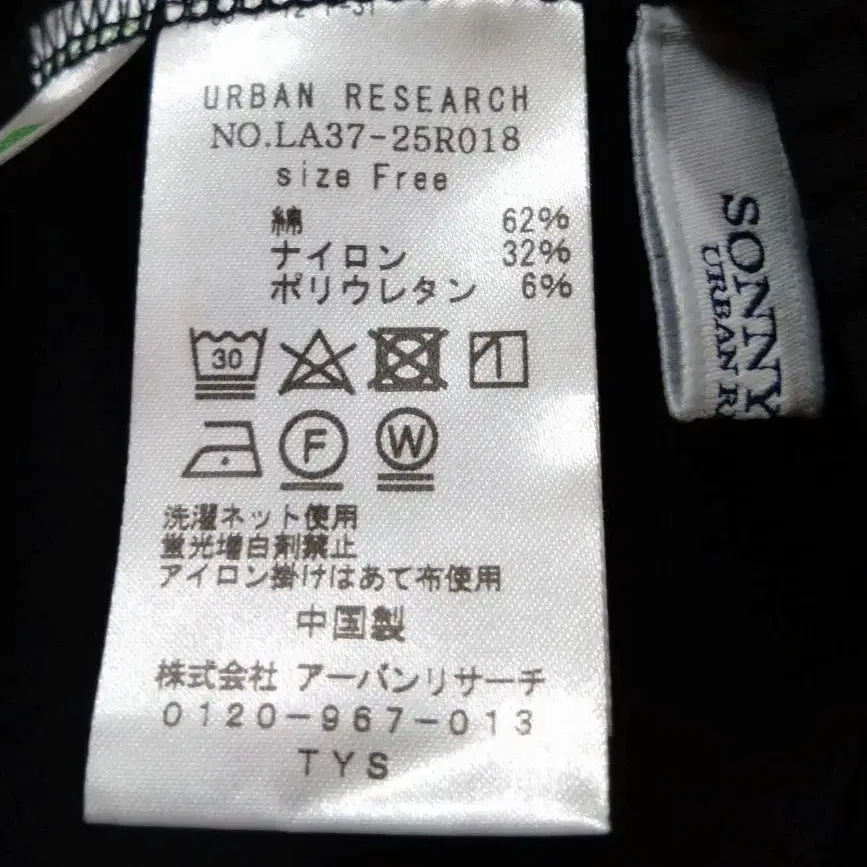 URBAN RESEARCH
NO.LA37-25R018
size Free
綿 62%
ナイロン 32%
ポリウレタン 6%
30
F
W
洗濯ネット使用
蛍光増白剤禁止
アイロン掛けはあて布使用
中国製
株式会社 アーバンリサーチ
0120-967-013
TYS
SONNY
URBAN